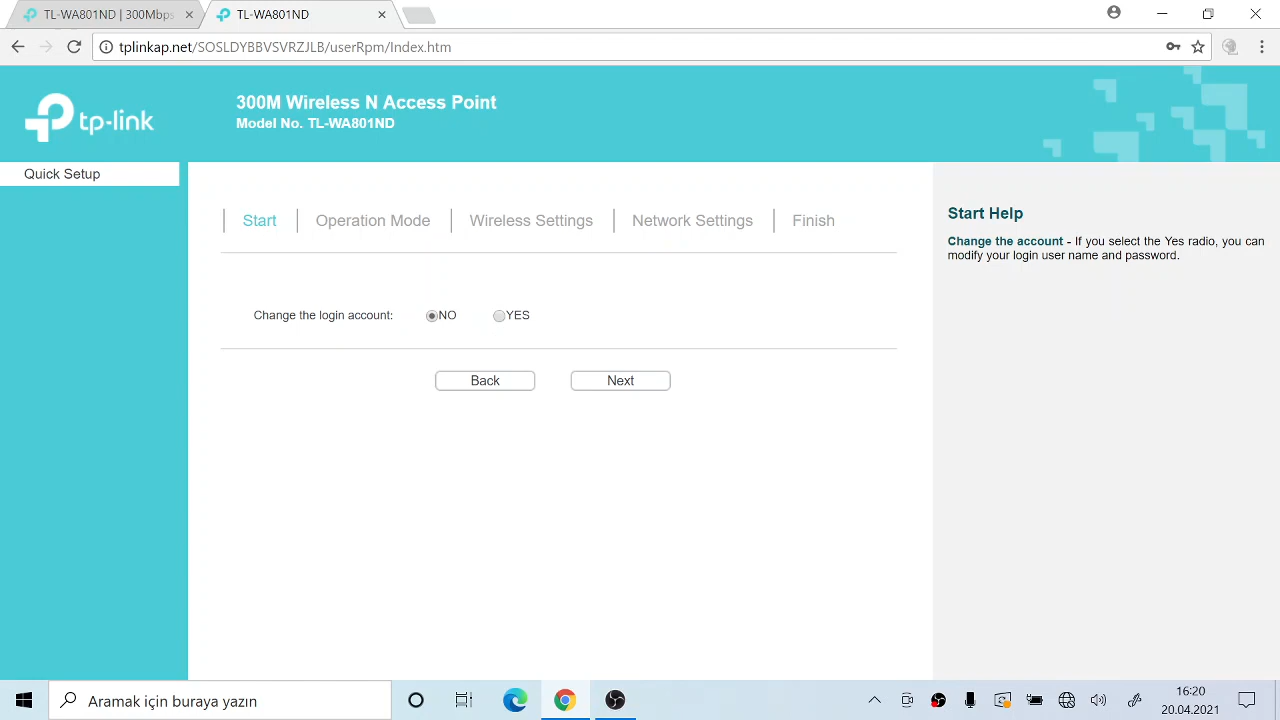 TL-WA801ND | 300Mbps
TL-WA801ND
tplinkap.net/SOSLDYBBVSVRZJLB/userRpm/Index.htm
tp-link
300M Wireless N Access Point
Model No. TL-WA801ND
Quick Setup
Start
Operation Mode
Wireless Settings
Network Settings
Finish
Change the login account:
NO
YES
Back
Next
Start Help
Change the account - If you select the Yes radio, you can
modify your login user name and password.
Aramak için buraya yazın
16:20
20.04.2021